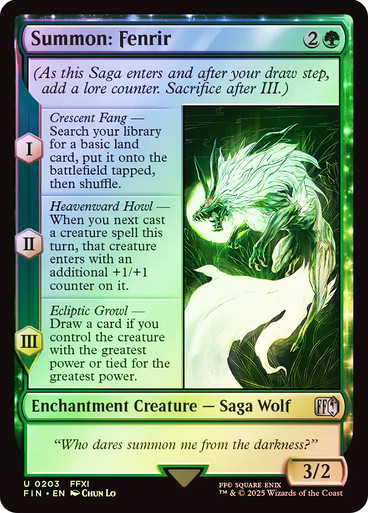 Summon: Fenrir 2
(As this Saga enters and after your draw step,
add a lore counter. Sacrifice after III.)
I
Crescent Fang —
Search your library
for a basic land
card, put it onto the
battlefield tapped,
then shuffle.
II
Heavenward Howl —
When you next cast
a creature spell this
turn, that creature
enters with an
additional +1/+1
counter on it.
III
Ecliptic Growl —
Draw a card if you
control the creature
with the greatest
power or tied for the
greatest power.
Enchantment Creature — Saga Wolf
“Who dares summon me from the darkness?”
3/2
U 0203 FFXI
FIN • EN Chun Lo
FF© SQUARE ENIX
™ & © 2025 Wizards of the Coast